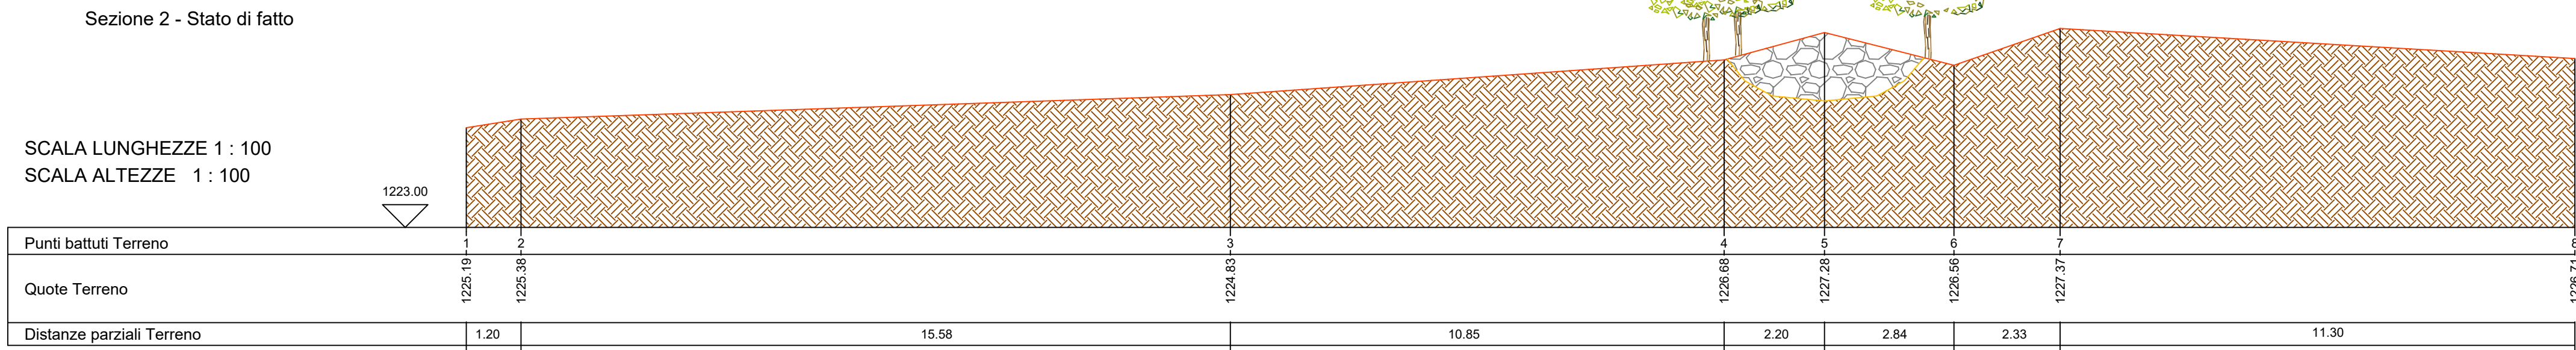 Sezione 2 - Stato di fatto
SCALA LUNGHEZZE 1 : 100
SCALA ALTEZZE 1 : 100
1223.00
Punti battuti Terreno 1 2 3 4 5 6 7 8
Quote Terreno 1225.19 1225.38 1224.83 1226.68 1227.28 1226.56 1227.37 1226.71
Distanze parziali Terreno 1.20 15.58 10.85 2.20 2.84 2.33 11.30